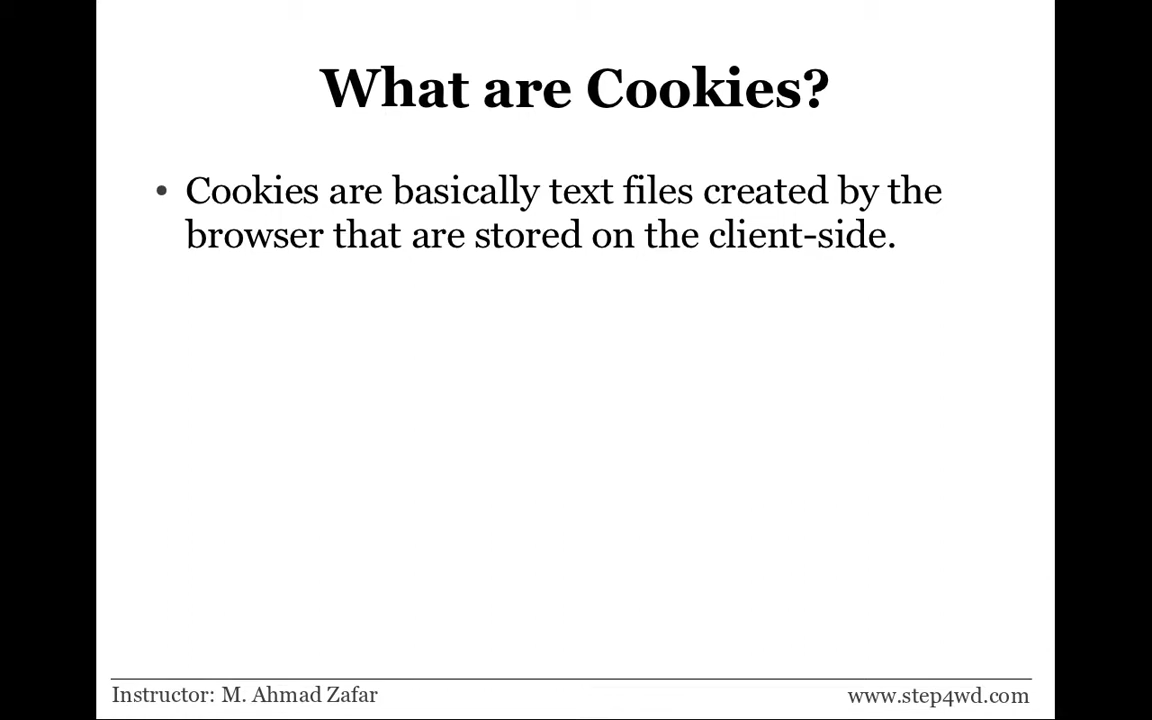 What are Cookies?
• Cookies are basically text files created by the
browser that are stored on the client-side.
Instructor: M. Ahmad Zafar
www.step4wd.com